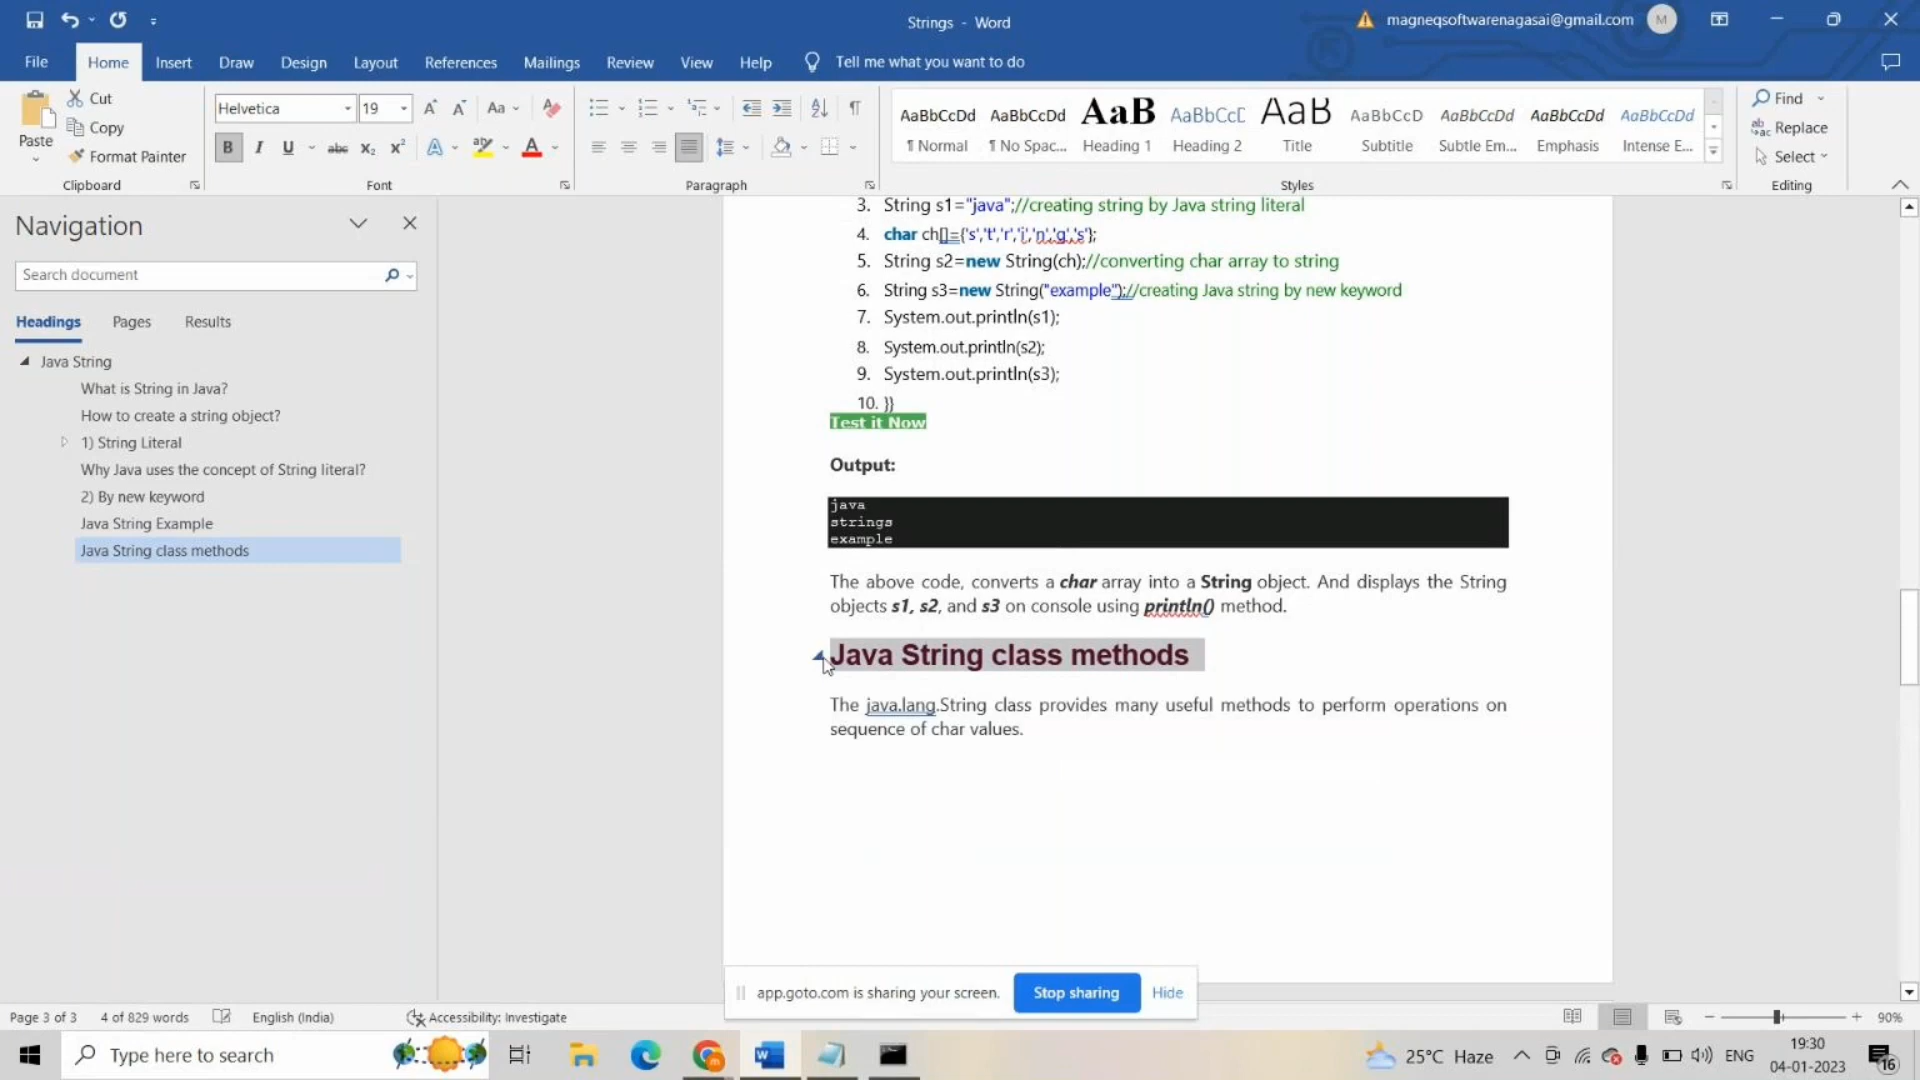 Strings - Word
magneqsoftwarenagasai@gmail.com
M
File Home Insert Draw Design Layout References Mailings Review View Help Tell me what you want to do
Paste
Cut
Copy
Format Painter
Clipboard
Helvetica 19
Font
Paragraph
AaBbCcDd AaBbCcDd AaB AaBbCcD AaB AaBbCcD AaBbCcDd AaBbCcDd AaBbCcDd
¶ Normal ¶ No Spac... Heading 1 Heading 2 Title Subtitle Subtle Em... Emphasis Intense E...
Styles
Find
Replace
Select
Editing
Navigation
Search document
Headings Pages Results
Java String
What is String in Java?
How to create a string object?
1) String Literal
Why Java uses the concept of String literal?
2) By new keyword
Java String Example
Java String class methods
3. String s1="java";//creating string by Java string literal
4. char ch[]={'s','t','r','i','n','g','s'};
5. String s2=new String(ch);//converting char array to string
6. String s3=new String("example");//creating Java string by new keyword
7. System.out.println(s1);
8. System.out.println(s2);
9. System.out.println(s3);
10. }}
Test it Now
Output:
java
strings
example
The above code, converts a char array into a String object. And displays the String
objects s1, s2, and s3 on console using println() method.
Java String class methods
The java.lang.String class provides many useful methods to perform operations on
sequence of char values.
app.goto.com is sharing your screen. Stop sharing Hide
Page 3 of 3 4 of 829 words English (India) Accessibility: Investigate 90%
Type here to search
25°C Haze
ENG
19:30
04-01-2023
16